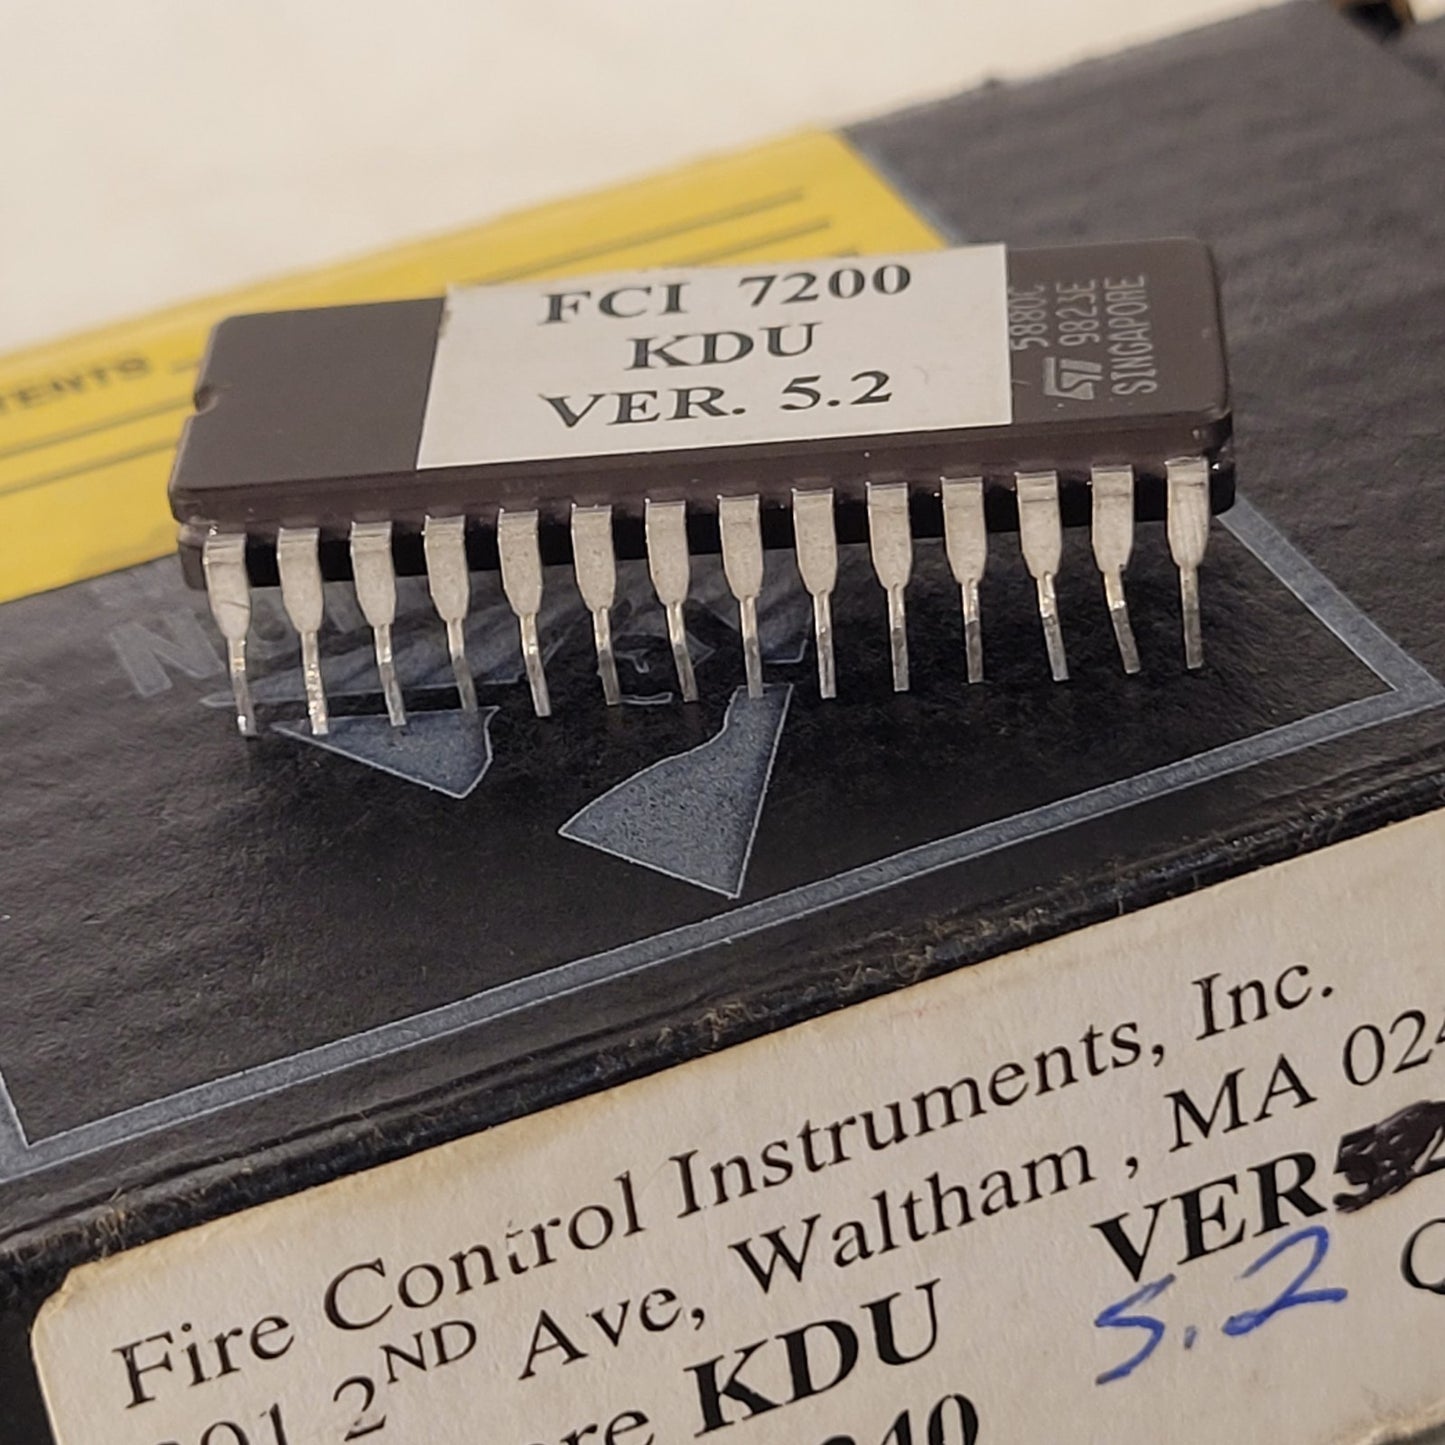 FCI 7200
KDU
VER. 5.2
5880C
ST 9823E
SINGAPORE
Fire Control Instruments, Inc.
2ND Ave, Waltham, MA
KDU VER
5.2